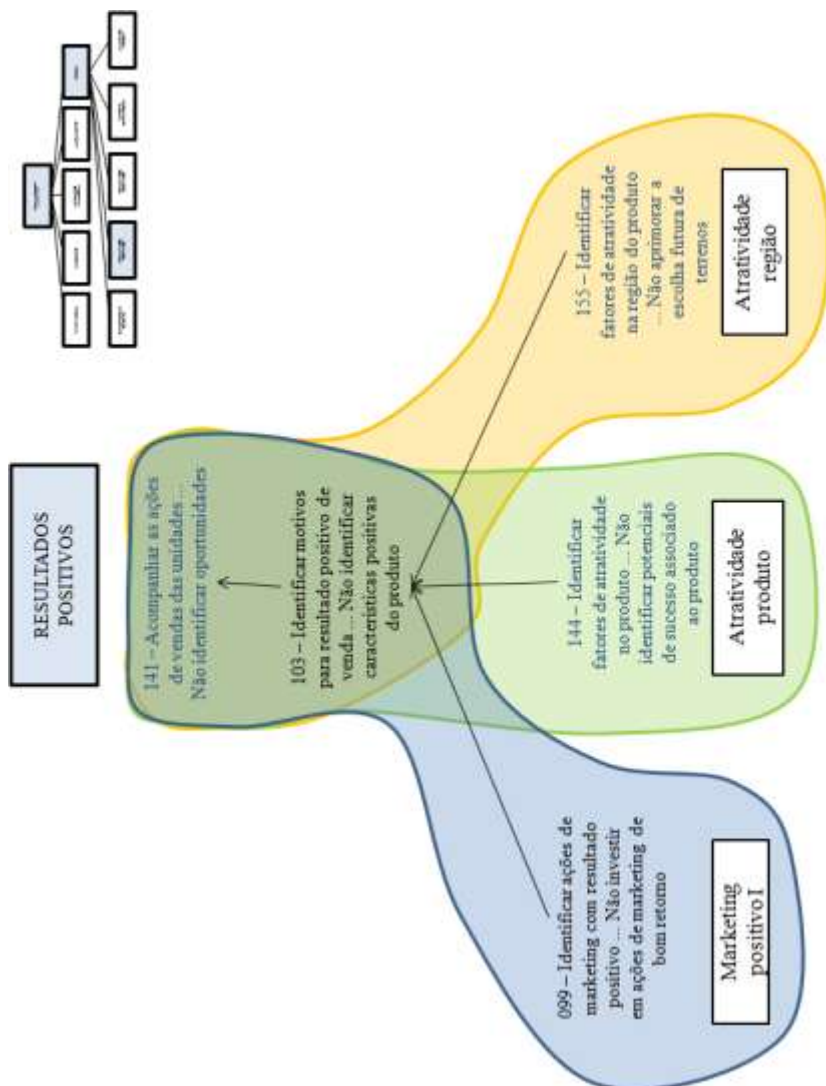 RESULTADOS
POSITIVOS
141 – Acompanhar as ações
de vendas das unidades ...
Não identificar oportunidades
103 – Identificar motivos
para resultado positivo de
venda ... Não identificar
características positivas
do produto
099 – Identificar ações de
marketing com resultado
positivo ... Não investir
em ações de marketing de
bom retorno
Marketing
positivo I
144 – Identificar
fatores de atratividade
no produto ... Não
identificar potenciais
de sucesso associado
ao produto
Atratividade
produto
155 – Identificar
fatores de atratividade
na região do produto
... Não aprimorar a
escolha futura de
terrenos
Atratividade
região